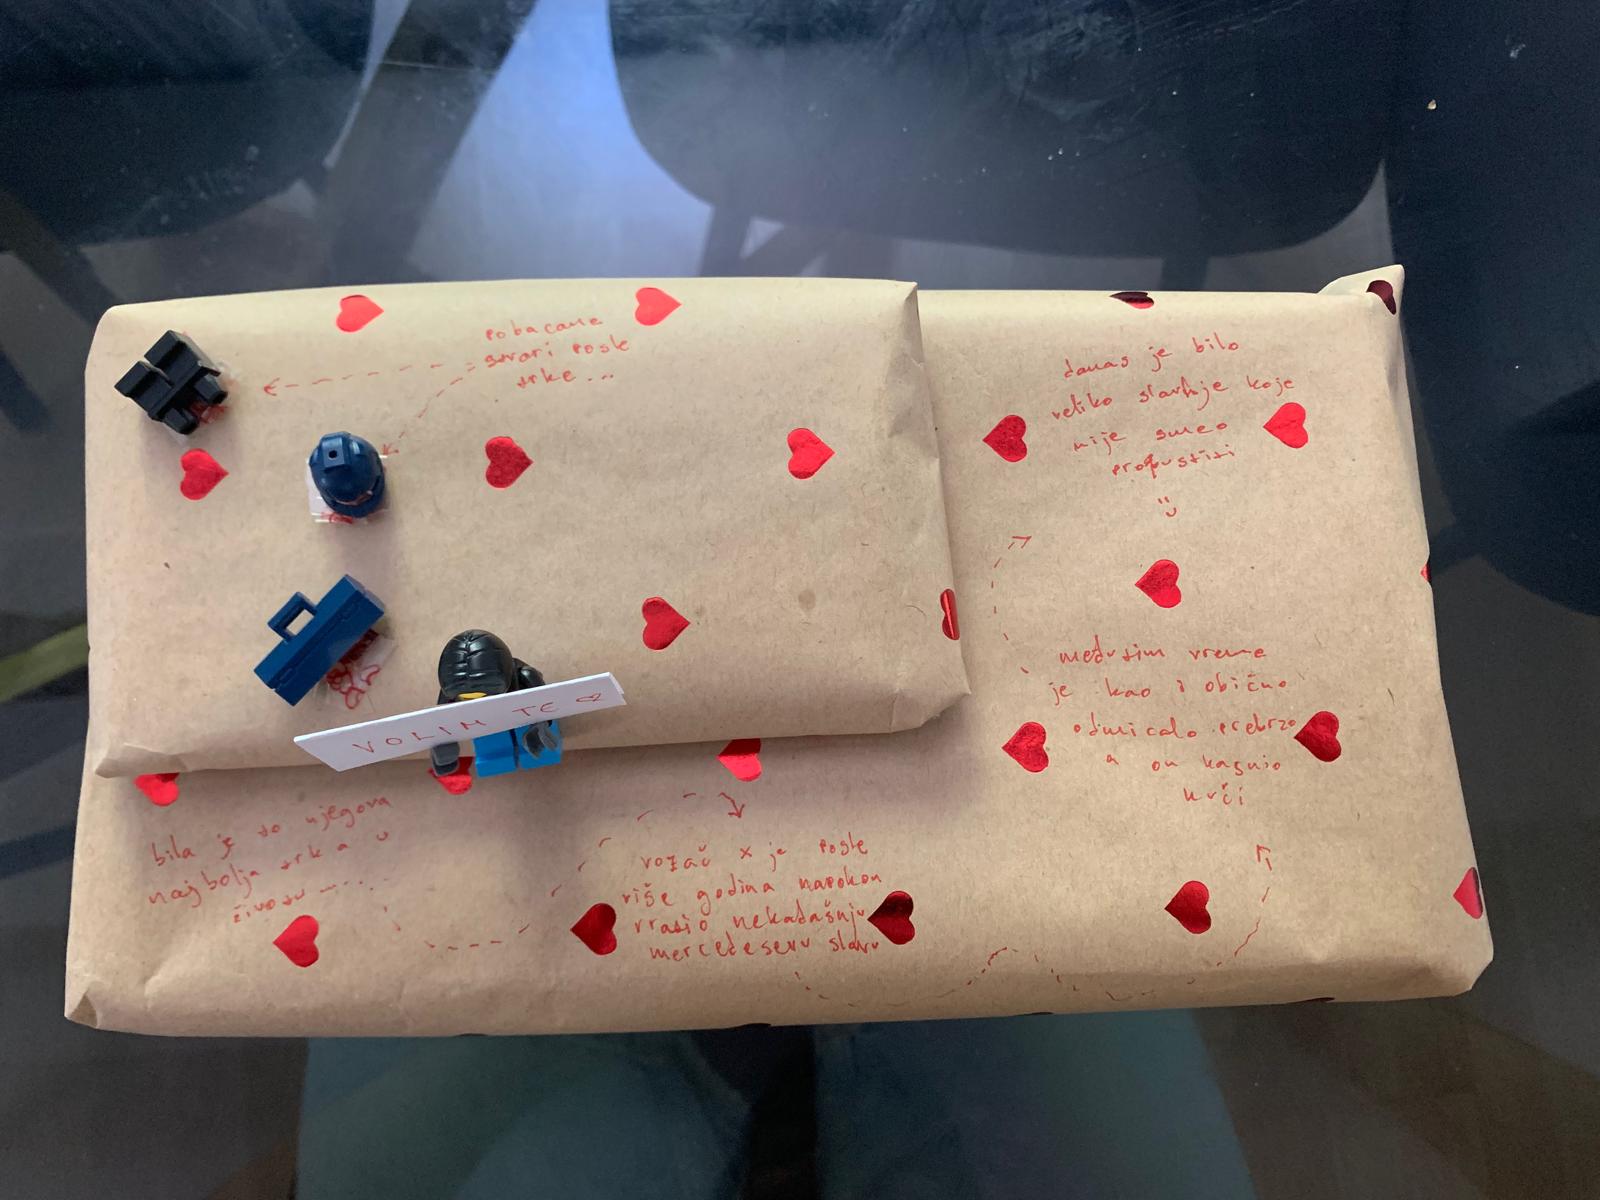 pobacane
stvari posle
trke...
VOLIM TE
bila je to njegova
najbolja trka u
životu
vozač x je posle
više godina napokon
vratio nekadašnju
mercedesevu slavu
međutim vreme
je kao i obično
odmicalo prebrzo
a on kasnio
kući
danas je bilo
veliko slavlje koje
nije smeo
propustiti